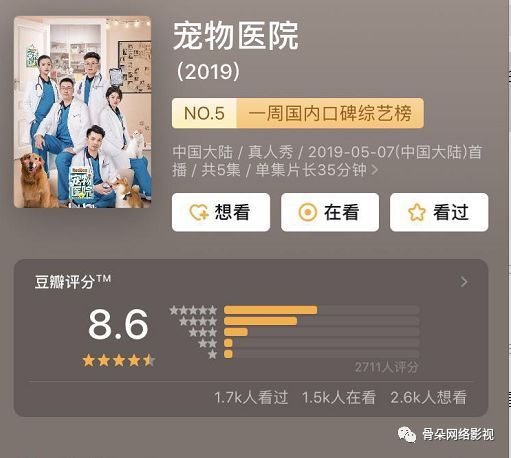 宠物医院
(2019)
NO.5 一周国内口碑综艺榜
中国大陆 / 真人秀 / 2019-05-07(中国大陆)首
播 / 共5集 / 单集片长35分钟 >
宠物医院
想看 在看 看过
豆瓣评分TM >
8.6
2711人评分
1.7k人看过 1.5k人在看 2.6k人想看
骨朵网络影视